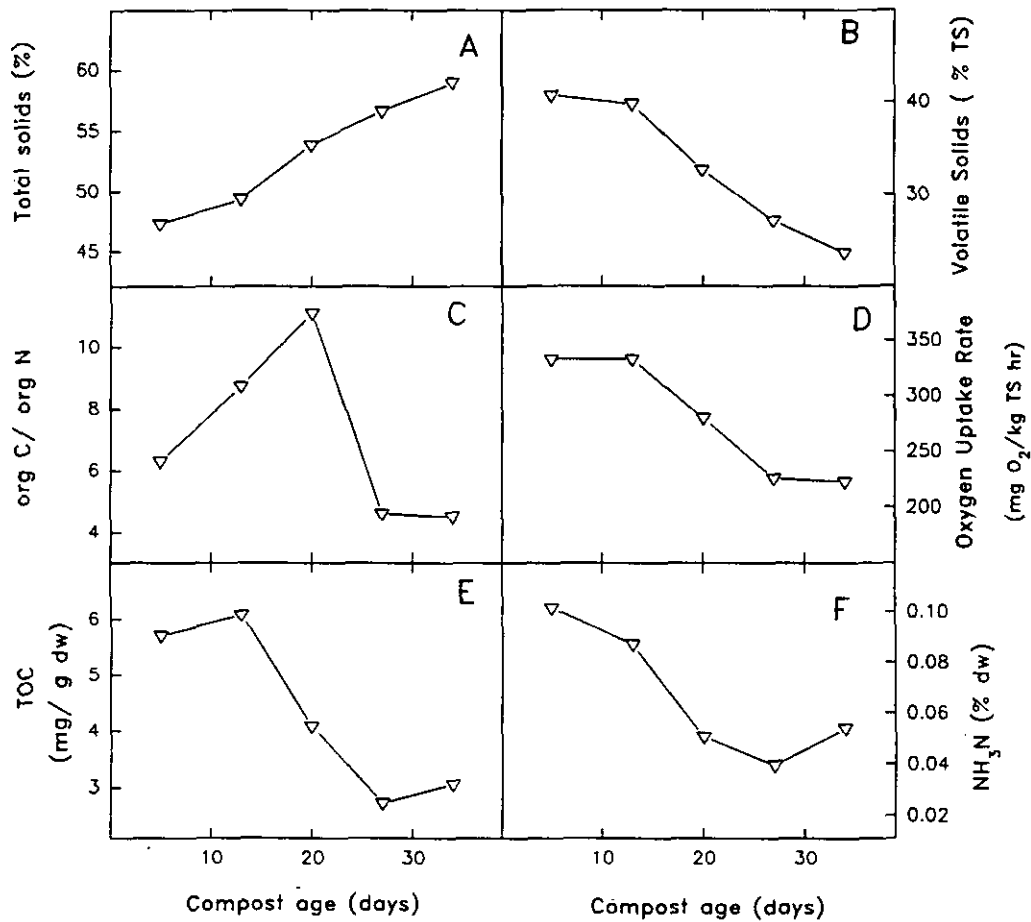 A
Total solids (%)
60
55
50
45
B
Volatile Solids ( % TS)
40
30
C
org C/ org N
10
8
6
4
D
Oxygen Uptake Rate
(mg O₂/kg TS hr)
350
300
250
200
E
TOC
(mg/ g dw)
6
5
4
3
F
NH₃N (% dw)
0.10
0.08
0.06
0.04
0.02
10 20 30
10 20 30
Compost age (days)
Compost age (days)